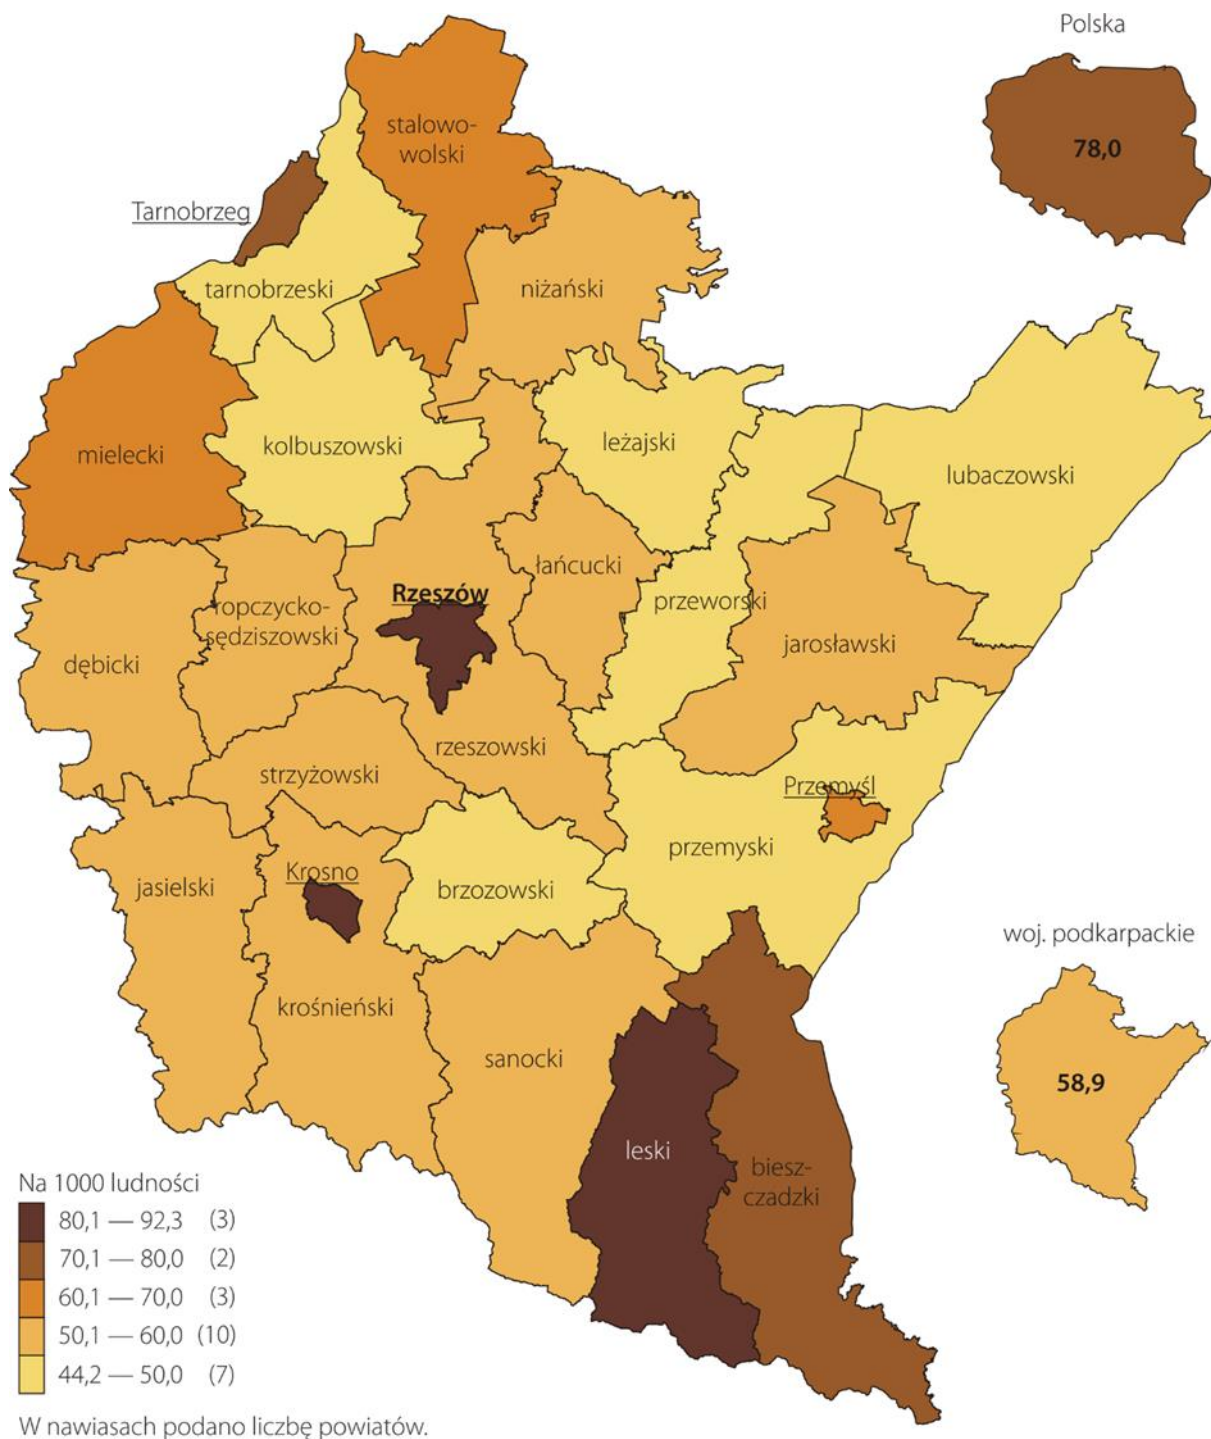 Polska
78,0
stalowo-
wolski
Tarnobrzeg
tarnobrzeski
niżański
mielecki
kolbuszowski
leżajski
lubaczowski
łańcucki
Rzeszów
przeworski
ropczycko-
sędziszowski
dębicki
jarosławski
rzeszowski
strzyżowski
Przemyśl
przemyski
Krosno
jasielski
brzozowski
woj. podkarpackie
58,9
krośnieński
sanocki
leski
biesz-
czadzki
Na 1000 ludności
80,1 — 92,3 (3)
70,1 — 80,0 (2)
60,1 — 70,0 (3)
50,1 — 60,0 (10)
44,2 — 50,0 (7)
W nawiasach podano liczbę powiatów.